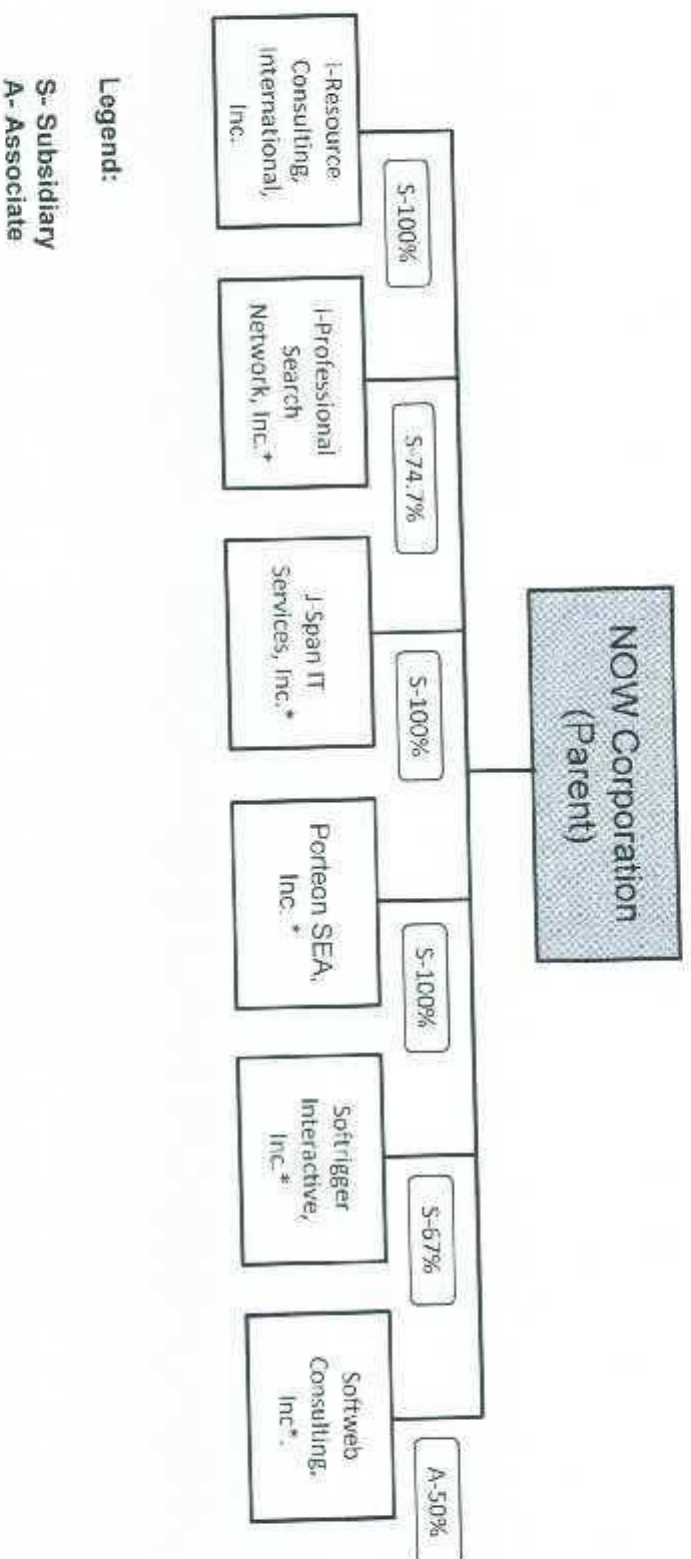 NOW Corporation
(Parent)
S-100%
S-74.7%
S-100%
S-100%
S-67%
A-50%
i-Resource
Consulting,
International,
Inc.
i-Professional
Search
Network, Inc.*
J-Span IT
Services, Inc.*
Porteon SEA,
Inc. *
Softrigger
Interactive,
Inc.*
Softweb
Consulting,
Inc*.
Legend:
S- Subsidiary
A- Associate